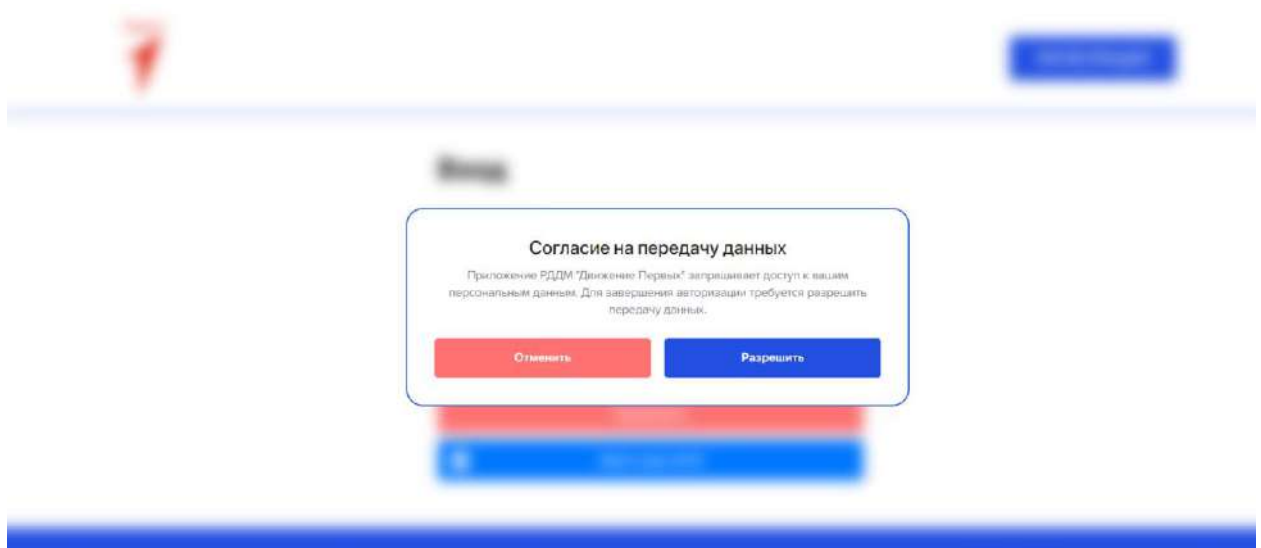 Вход
Согласие на передачу данных
Приложение РДДМ "Движение Первых" запрашивает доступ к вашим
персональным данным. Для завершения авторизации требуется разрешить
передачу данных.
Отменить
Разрешить